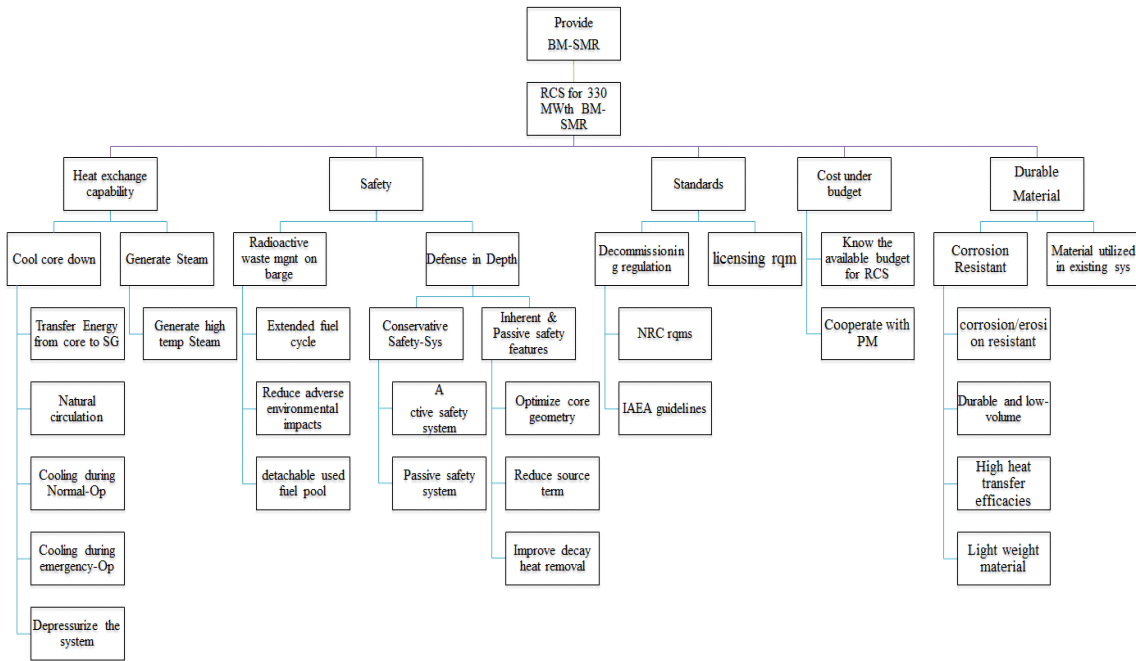 Provide
BM-SMR
RCS for 330
MWth BM-
SMR
Heat exchange
capability
Safety
Standards
Cost under
budget
Durable
Material
Cool core down
Generate Steam
Radioactive
waste mgnt on
barge
Defense in Depth
Decommissionin
g regulation
licensing rqm
Know the
available budget
for RCS
Corrosion
Resistant
Material utilized
in existing sys
Transfer Energy
from core to SG
Generate high
temp Steam
Extended fuel
cycle
Conservative
Safety-Sys
Inherent &
Passive safety
features
NRC rqms
Cooperate with
PM
corrosion/erosi
on resistant
Natural
circulation
Reduce adverse
environmental
impacts
A
ctive safety
system
Optimize core
geometry
IAEA guidelines
Durable and low-
volume
Cooling during
Normal-Op
detachable used
fuel pool
Passive safety
system
Reduce source
term
High heat
transfer
efficacies
Cooling during
emergency-Op
Improve decay
heat removal
Light weight
material
Depressurize the
system